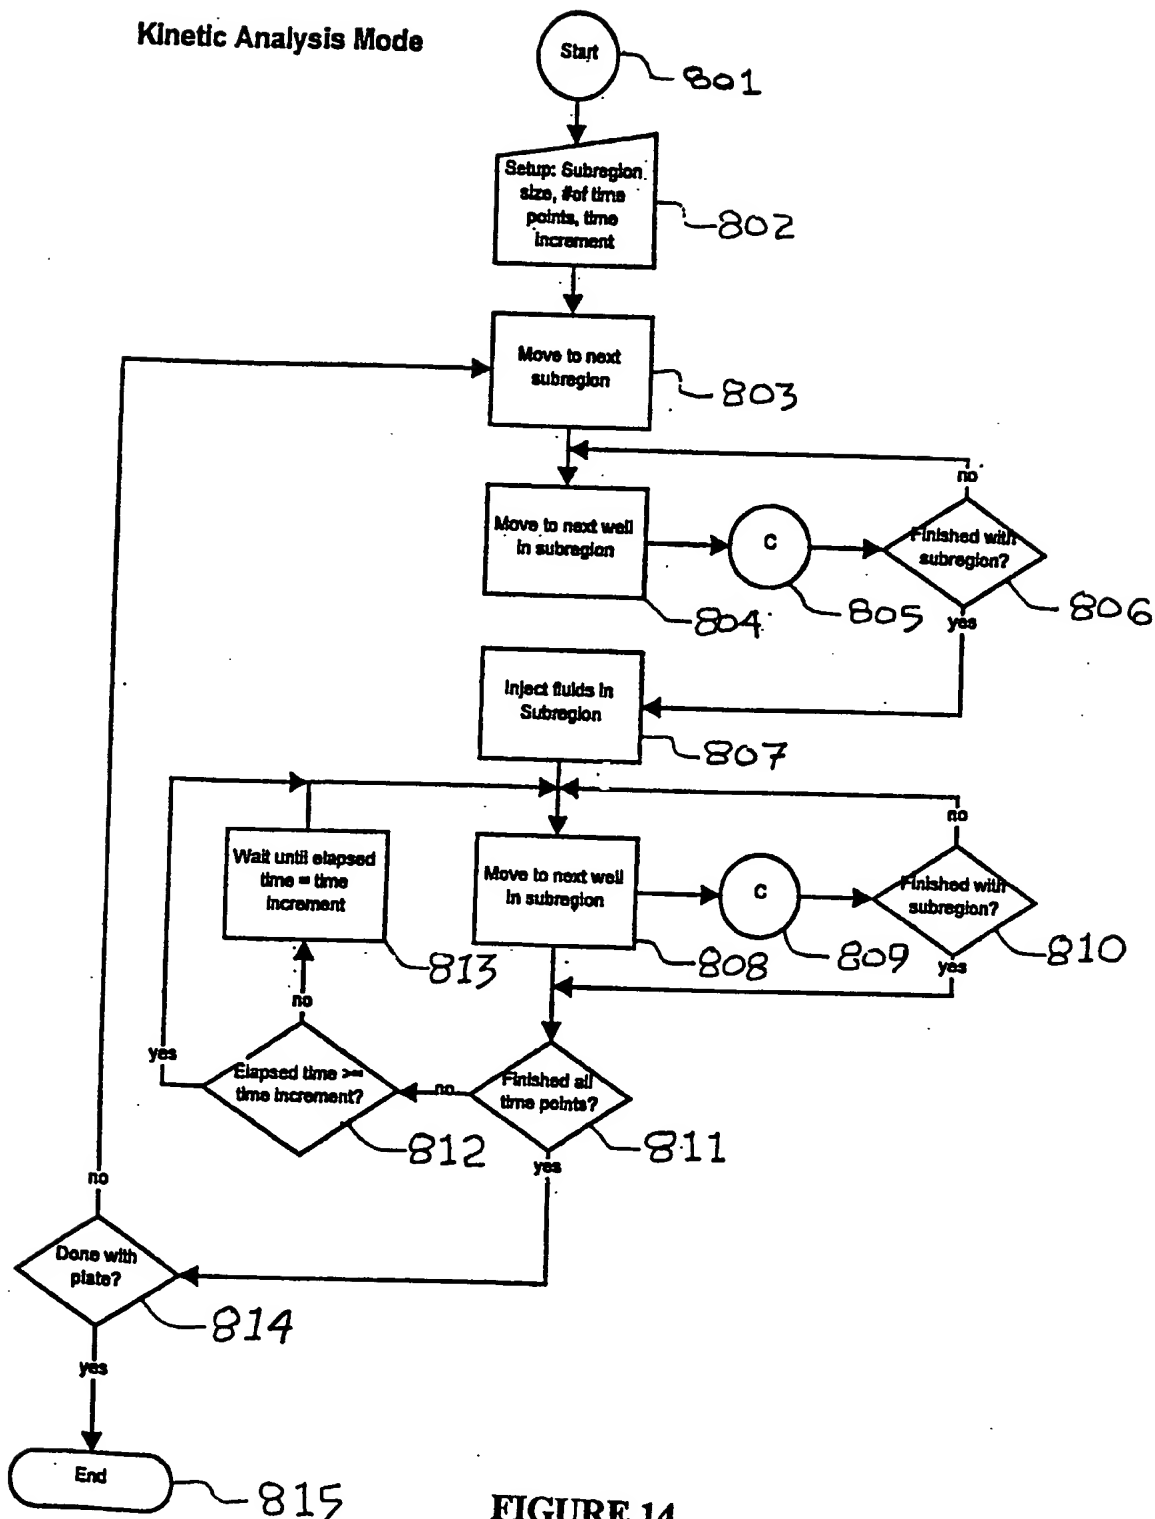 Kinetic Analysis Mode
Start
801
Setup: Subregion
size, #of time
points, time
increment
802
Move to next
subregion
803
no
Move to next well
in subregion
804
C
805
Finished with
subregion?
806
yes
Inject fluids in
Subregion
807
no
Wait until elapsed
time = time
increment
813
Move to next well
in subregion
808
C
809
Finished with
subregion?
810
yes
no
yes
Elapsed time >=
time increment?
812
no
Finished all
time points?
811
yes
no
Done with
plate?
814
yes
End
815
FIGURE 14